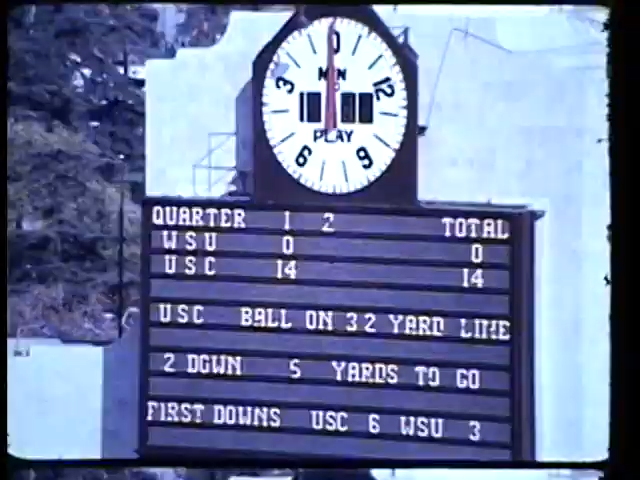 0
3 MIN 12
PLAY
6 9
QUARTER 1 2 TOTAL
WSU 0 0
USC 14 14
USC BALL ON 32 YARD LINE
2 DOWN 5 YARDS TO GO
FIRST DOWNS USC 6 WSU 3